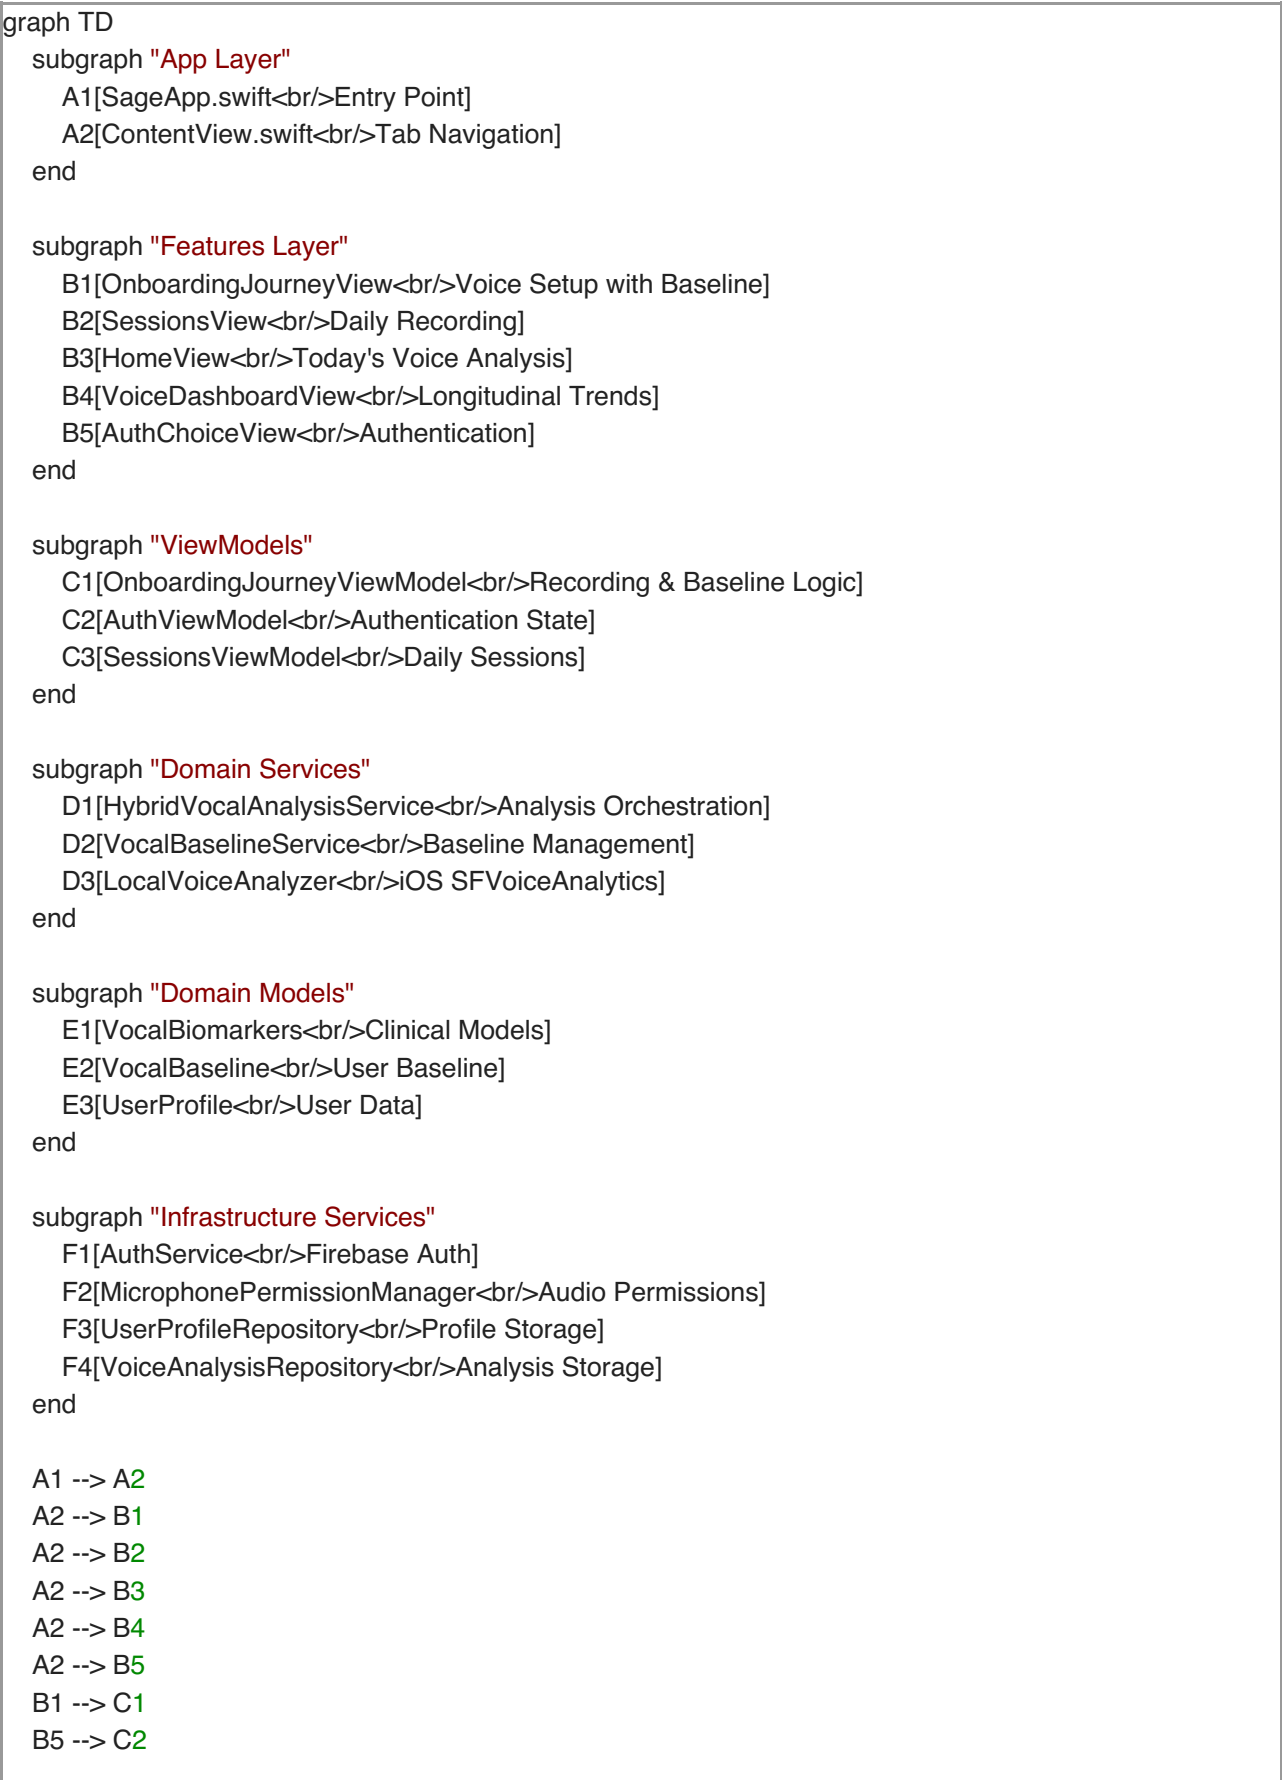 graph TD
subgraph "App Layer"
A1[SageApp.swift<br/>Entry Point]
A2[ContentView.swift<br/>Tab Navigation]
end
subgraph "Features Layer"
B1[OnboardingJourneyView<br/>Voice Setup with Baseline]
B2[SessionsView<br/>Daily Recording]
B3[HomeView<br/>Today's Voice Analysis]
B4[VoiceDashboardView<br/>Longitudinal Trends]
B5[AuthChoiceView<br/>Authentication]
end
subgraph "ViewModels"
C1[OnboardingJourneyViewModel<br/>Recording & Baseline Logic]
C2[AuthViewModel<br/>Authentication State]
C3[SessionsViewModel<br/>Daily Sessions]
end
subgraph "Domain Services"
D1[HybridVocalAnalysisService<br/>Analysis Orchestration]
D2[VocalBaselineService<br/>Baseline Management]
D3[LocalVoiceAnalyzer<br/>iOS SFVoiceAnalytics]
end
subgraph "Domain Models"
E1[VocalBiomarkers<br/>Clinical Models]
E2[VocalBaseline<br/>User Baseline]
E3[UserProfile<br/>User Data]
end
subgraph "Infrastructure Services"
F1[AuthService<br/>Firebase Auth]
F2[MicrophonePermissionManager<br/>Audio Permissions]
F3[UserProfileRepository<br/>Profile Storage]
F4[VoiceAnalysisRepository<br/>Analysis Storage]
end
A1 --> A2
A2 --> B1
A2 --> B2
A2 --> B3
A2 --> B4
A2 --> B5
B1 --> C1
B5 --> C2